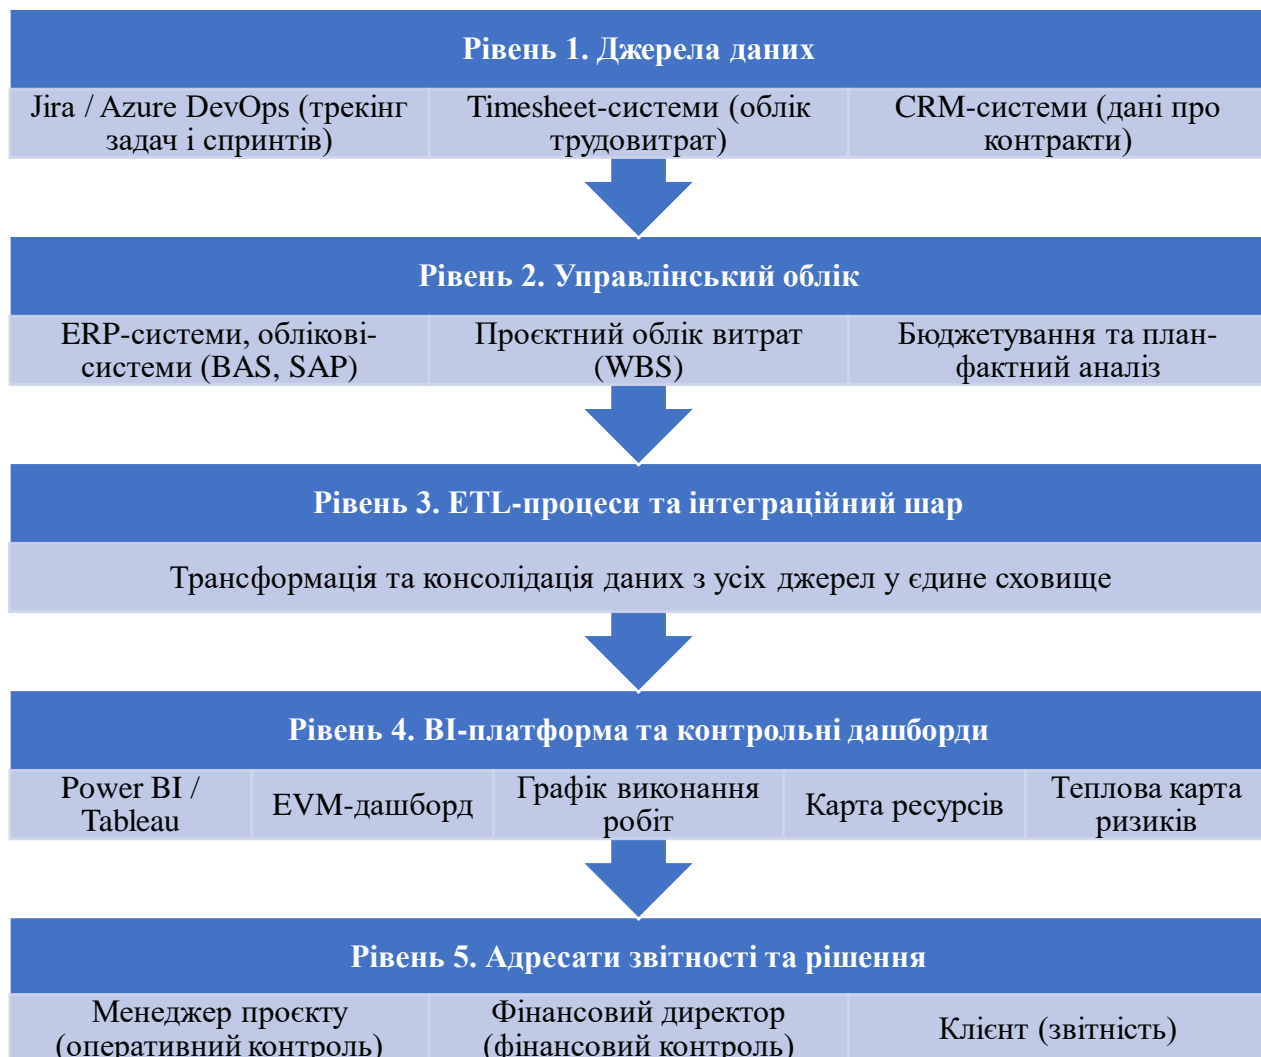 Рівень 1. Джерела даних
Jira / Azure DevOps (трекінг
задач і спринтів)
Timesheet-системи (облік
трудовитрат)
CRM-системи (дані про
контракти)
Рівень 2. Управлінський облік
ERP-системи, облікові-
системи (BAS, SAP)
Проєктний облік витрат
(WBS)
Бюджетування та план-
фактний аналіз
Рівень 3. ETL-процеси та інтеграційний шар
Трансформація та консолідація даних з усіх джерел у єдине сховище
Рівень 4. BI-платформа та контрольні дашборди
Power BI /
Tableau
EVM-дашборд
Графік виконання
робіт
Карта ресурсів
Теплова карта
ризиків
Рівень 5. Адресати звітності та рішення
Менеджер проєкту
(оперативний контроль)
Фінансовий директор
(фінансовий контроль)
Клієнт (звітність)